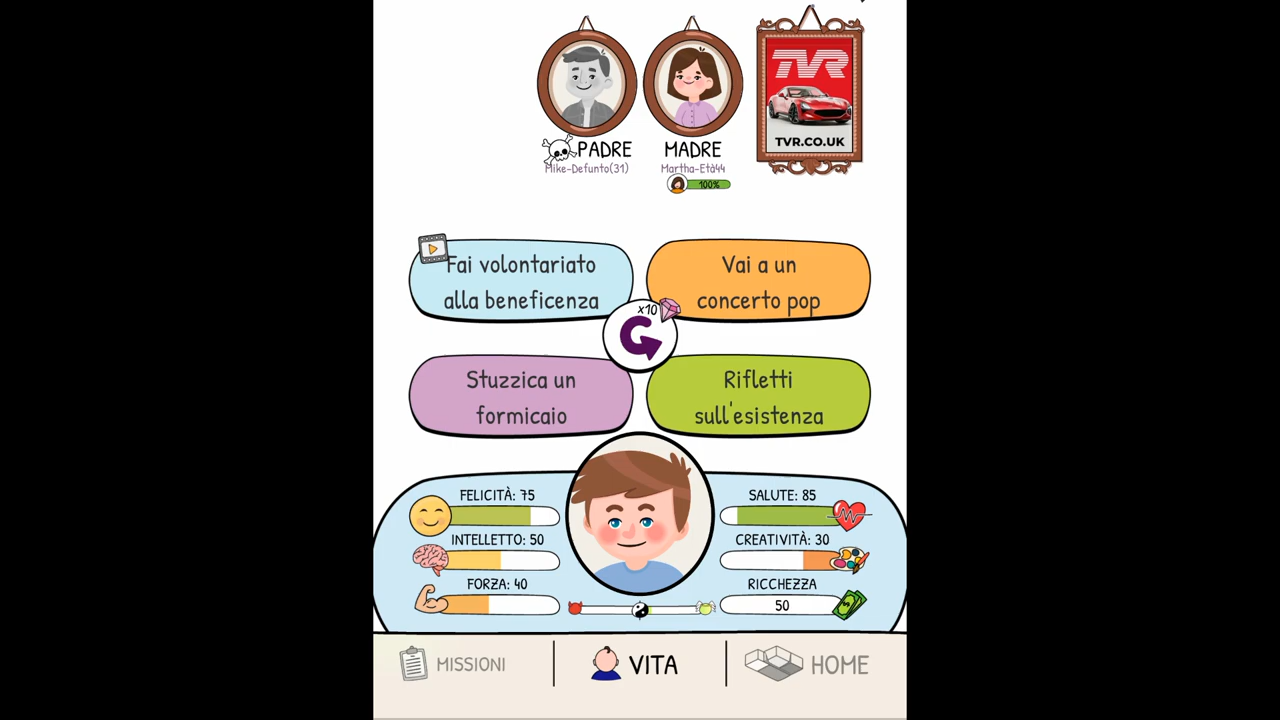 TVR
TVR.CO.UK
PADRE
MADRE
Mike-Defunto(31)
Martha-Età44
100%
Fai volontariato
alla beneficenza
Vai a un
concerto pop
x10
Stuzzica un
formicaio
Rifletti
sull'esistenza
FELICITÀ: 75
SALUTE: 85
INTELLETTO: 50
CREATIVITÀ: 30
FORZA: 40
RICCHEZZA
50
MISSIONI
VITA
HOME